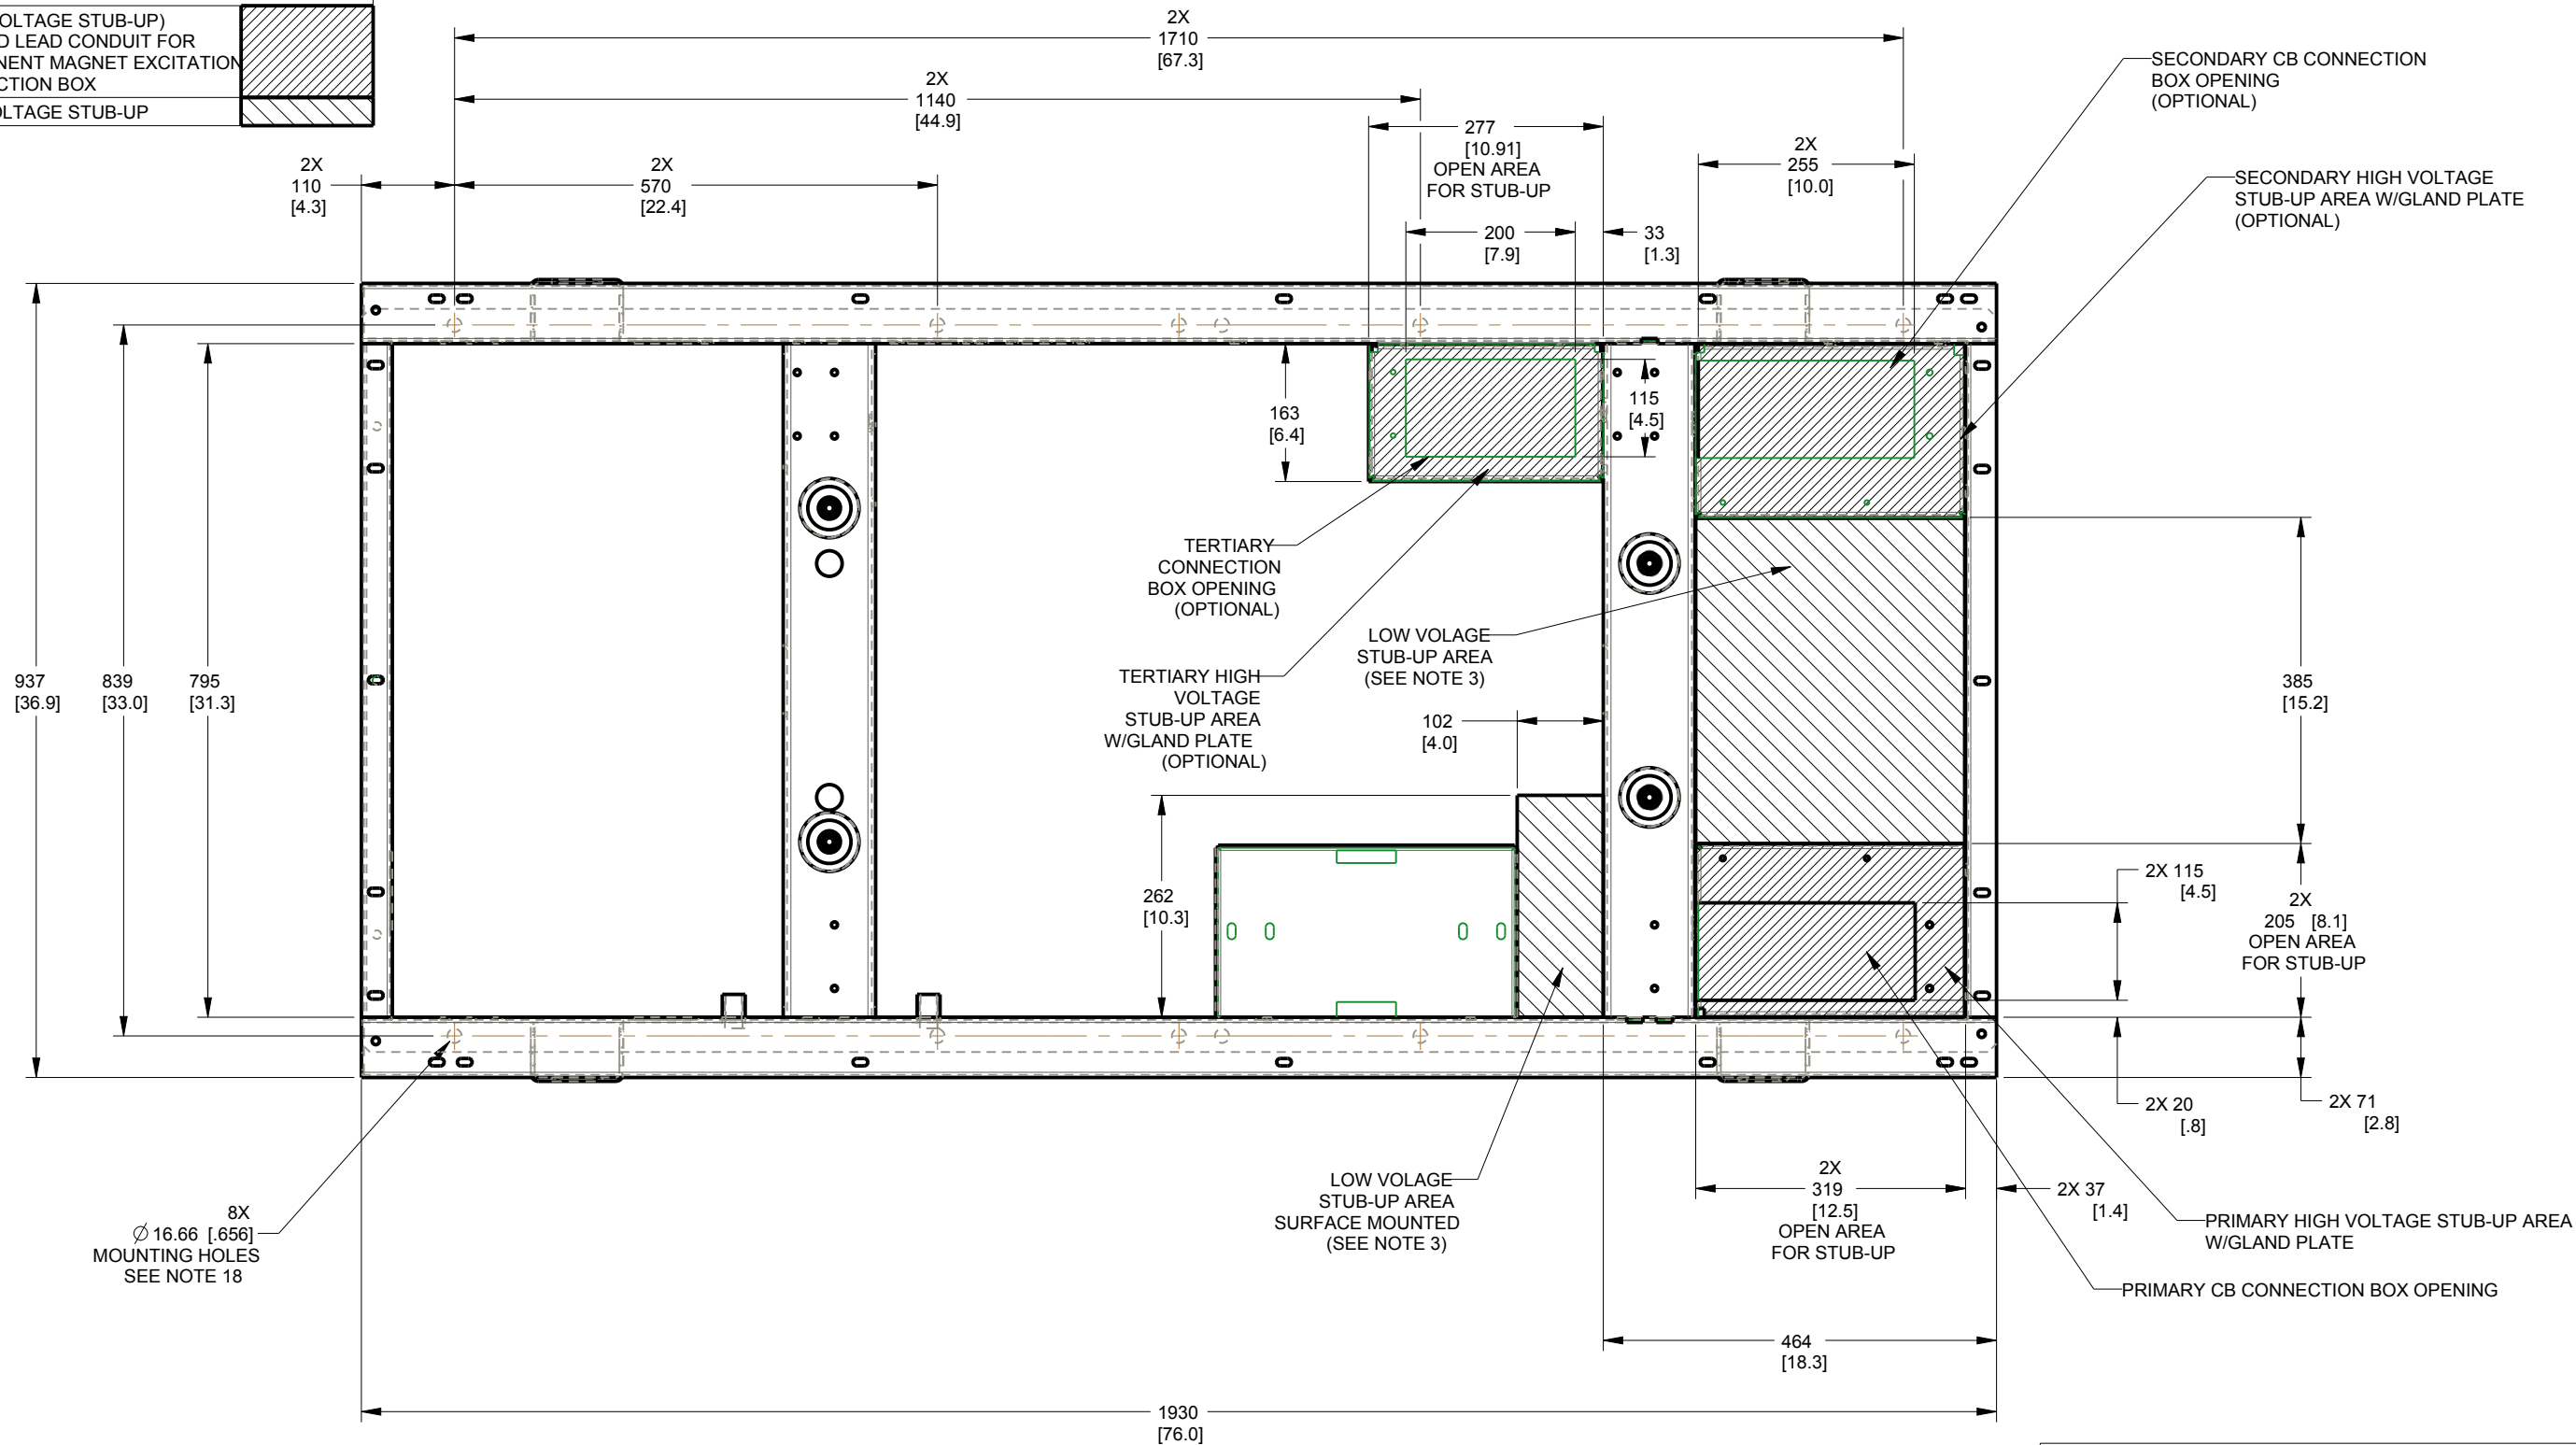 OLTAGE STUB-UP)
D LEAD CONDUIT FOR
NENT MAGNET EXCITATION
CTION BOX
OLTAGE STUB-UP
2X
1710
[67.3]
2X
1140
[44.9]
2X
110
[4.3]
2X
570
[22.4]
277
[10.91]
OPEN AREA
FOR STUB-UP
200
[7.9]
33
[1.3]
2X
255
[10.0]
SECONDARY CB CONNECTION
BOX OPENING
(OPTIONAL)
SECONDARY HIGH VOLTAGE
STUB-UP AREA W/GLAND PLATE
(OPTIONAL)
163
[6.4]
115
[4.5]
937
[36.9]
839
[33.0]
795
[31.3]
TERTIARY
CONNECTION
BOX OPENING
(OPTIONAL)
LOW VOLAGE
STUB-UP AREA
(SEE NOTE 3)
TERTIARY HIGH
VOLTAGE
STUB-UP AREA
W/GLAND PLATE
(OPTIONAL)
102
[4.0]
385
[15.2]
262
[10.3]
2X 115
[4.5]
2X
205 [8.1]
OPEN AREA
FOR STUB-UP
2X 20
[.8]
2X 71
[2.8]
8X
∅ 16.66 [.656]
MOUNTING HOLES
SEE NOTE 18
LOW VOLAGE
STUB-UP AREA
SURFACE MOUNTED
(SEE NOTE 3)
2X
319
[12.5]
OPEN AREA
FOR STUB-UP
2X 37
[1.4]
PRIMARY HIGH VOLTAGE STUB-UP AREA
W/GLAND PLATE
PRIMARY CB CONNECTION BOX OPENING
464
[18.3]
1930
[76.0]